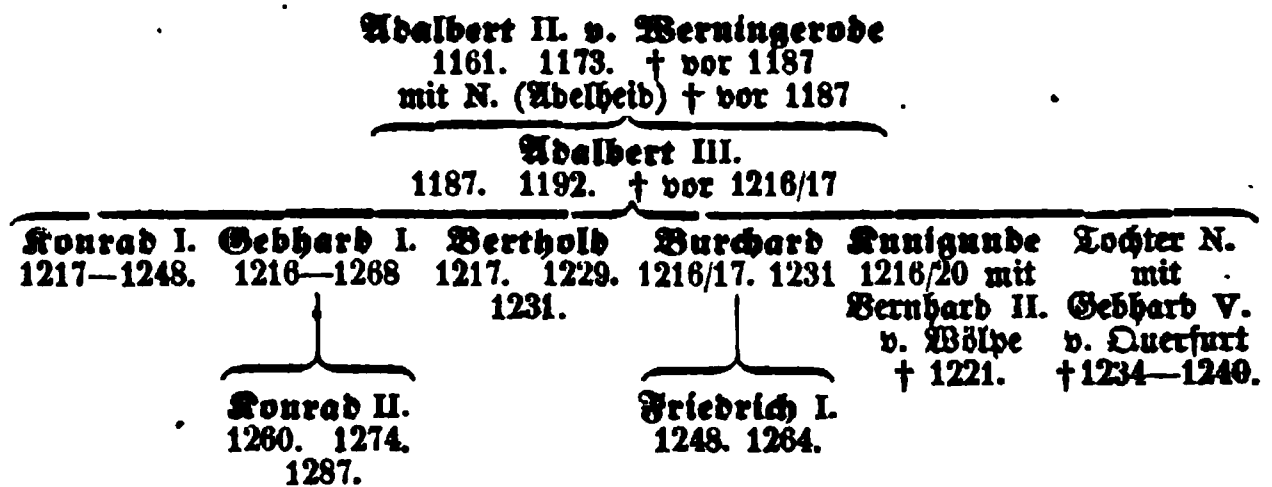 Adalbert II. v. Werningerode
1161. 1173. † vor 1187
mit N. (Adelheid) † vor 1187
Adalbert III.
1187. 1192. † vor 1216/17
Konrad I. Gebhard I. Berthold Burchard Kunigunde Tochter N.
1217—1248. 1216—1268 1217. 1229. 1216/17. 1231 1216/20 mit mit
1231. Bernhard II. Gebhard V.
v. Wölpe v. Querfurt
† 1221. †1234—1240.
Konrad II. Friedrich I.
1260. 1274. 1248. 1264.
1287.